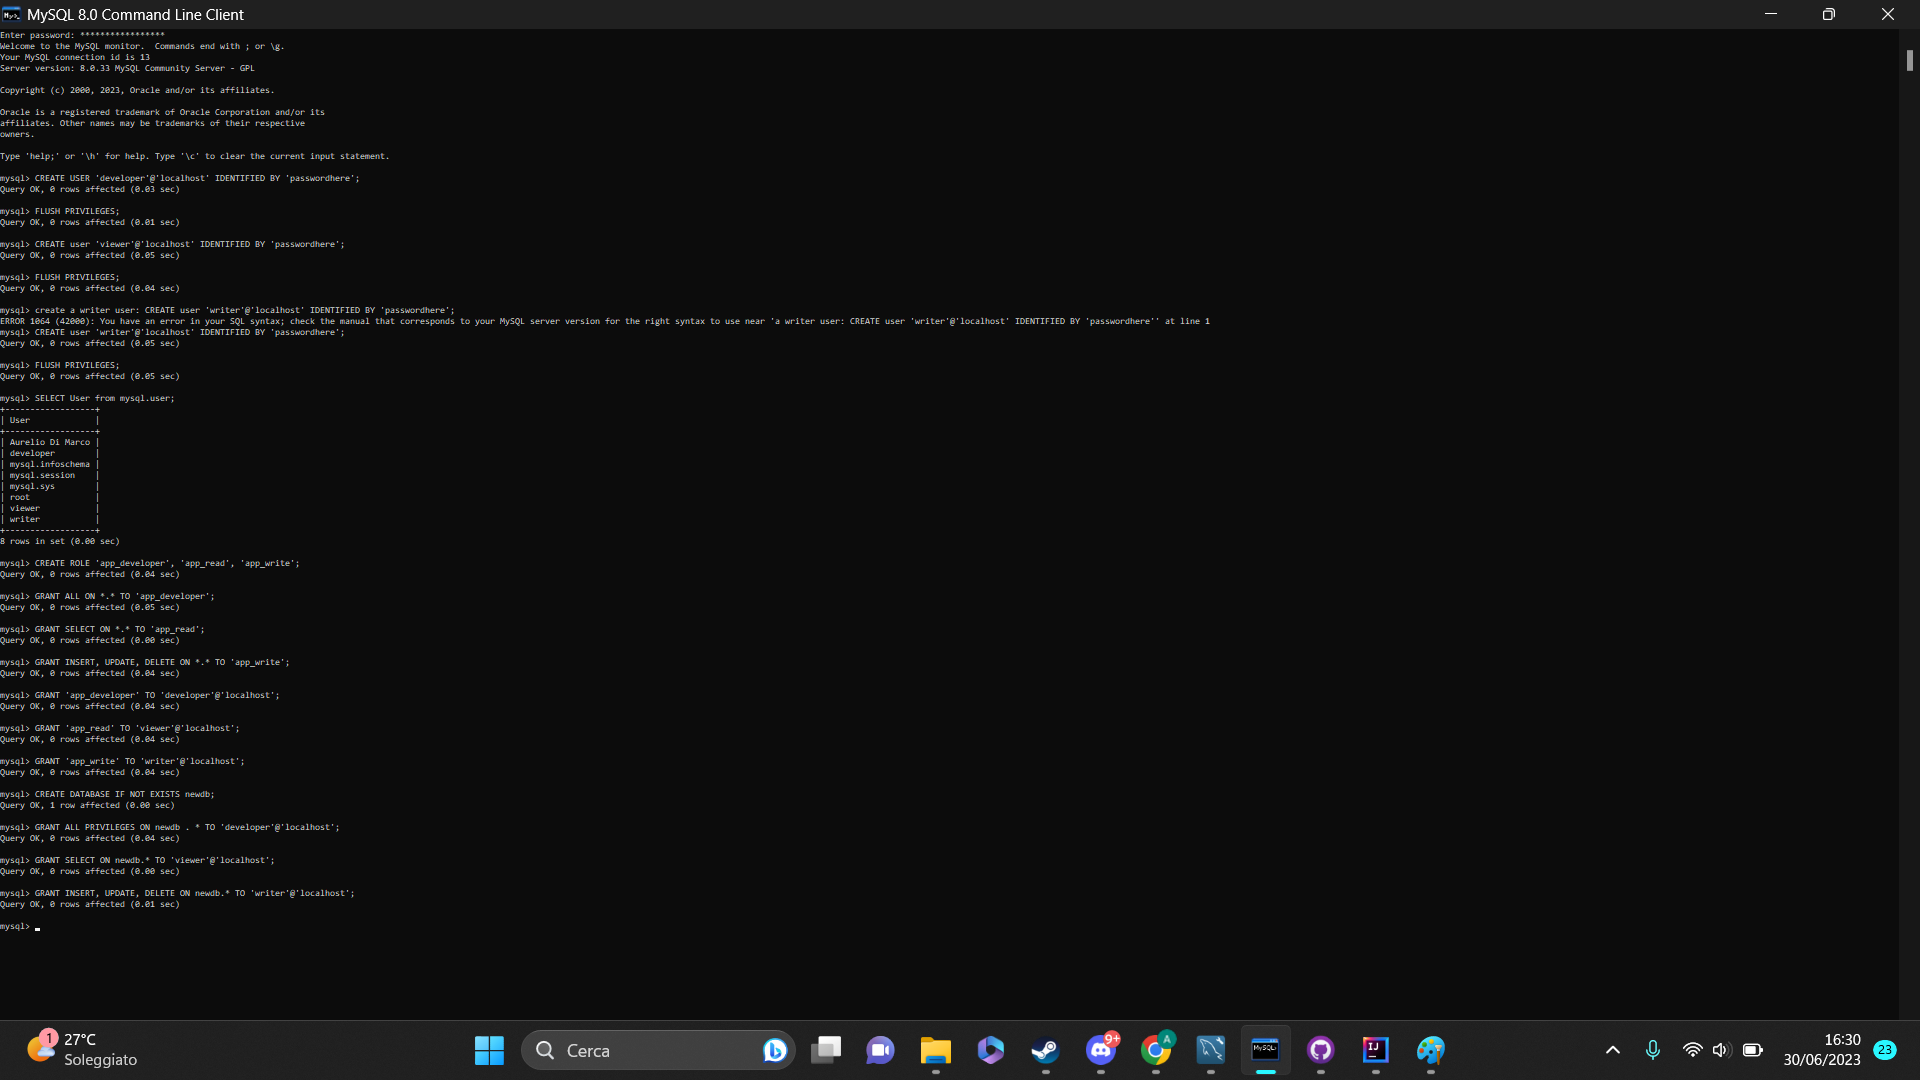 MySQL 8.0 Command Line Client
Enter password: *****************
Welcome to the MySQL monitor.  Commands end with ; or \g.
Your MySQL connection id is 13
Server version: 8.0.33 MySQL Community Server - GPL
Copyright (c) 2000, 2023, Oracle and/or its affiliates.
Oracle is a registered trademark of Oracle Corporation and/or its
affiliates. Other names may be trademarks of their respective
owners.
Type 'help;' or '\h' for help. Type '\c' to clear the current input statement.
mysql> CREATE USER 'developer'@'localhost' IDENTIFIED BY 'passwordhere';
Query OK, 0 rows affected (0.03 sec)
mysql> FLUSH PRIVILEGES;
Query OK, 0 rows affected (0.01 sec)
mysql> CREATE user 'viewer'@'localhost' IDENTIFIED BY 'passwordhere';
Query OK, 0 rows affected (0.05 sec)
mysql> FLUSH PRIVILEGES;
Query OK, 0 rows affected (0.04 sec)
mysql> create a writer user: CREATE user 'writer'@'localhost' IDENTIFIED BY 'passwordhere';
ERROR 1064 (42000): You have an error in your SQL syntax; check the manual that corresponds to your MySQL server version for the right syntax to use near 'a writer user: CREATE user 'writer'@'localhost' IDENTIFIED BY 'passwordhere'' at line 1
mysql> CREATE user 'writer'@'localhost' IDENTIFIED BY 'passwordhere';
Query OK, 0 rows affected (0.05 sec)
mysql> FLUSH PRIVILEGES;
Query OK, 0 rows affected (0.05 sec)
mysql> SELECT User from mysql.user;
+------------------+
| User             |
+------------------+
| Aurelio Di Marco |
| developer        |
| mysql.infoschema |
| mysql.session    |
| mysql.sys        |
| root             |
| viewer           |
| writer           |
+------------------+
8 rows in set (0.00 sec)
mysql> CREATE ROLE 'app_developer', 'app_read', 'app_write';
Query OK, 0 rows affected (0.04 sec)
mysql> GRANT ALL ON *.* TO 'app_developer';
Query OK, 0 rows affected (0.05 sec)
mysql> GRANT SELECT ON *.* TO 'app_read';
Query OK, 0 rows affected (0.00 sec)
mysql> GRANT INSERT, UPDATE, DELETE ON *.* TO 'app_write';
Query OK, 0 rows affected (0.04 sec)
mysql> GRANT 'app_developer' TO 'developer'@'localhost';
Query OK, 0 rows affected (0.04 sec)
mysql> GRANT 'app_read' TO 'viewer'@'localhost';
Query OK, 0 rows affected (0.04 sec)
mysql> GRANT 'app_write' TO 'writer'@'localhost';
Query OK, 0 rows affected (0.04 sec)
mysql> CREATE DATABASE IF NOT EXISTS newdb;
Query OK, 1 row affected (0.00 sec)
mysql> GRANT ALL PRIVILEGES ON newdb . * TO 'developer'@'localhost';
Query OK, 0 rows affected (0.04 sec)
mysql> GRANT SELECT ON newdb.* TO 'viewer'@'localhost';
Query OK, 0 rows affected (0.00 sec)
mysql> GRANT INSERT, UPDATE, DELETE ON newdb.* TO 'writer'@'localhost';
Query OK, 0 rows affected (0.01 sec)
mysql>
1
27°C
Soleggiato
Cerca
9+
A
MySQL
IJ
16:30
30/06/2023
23